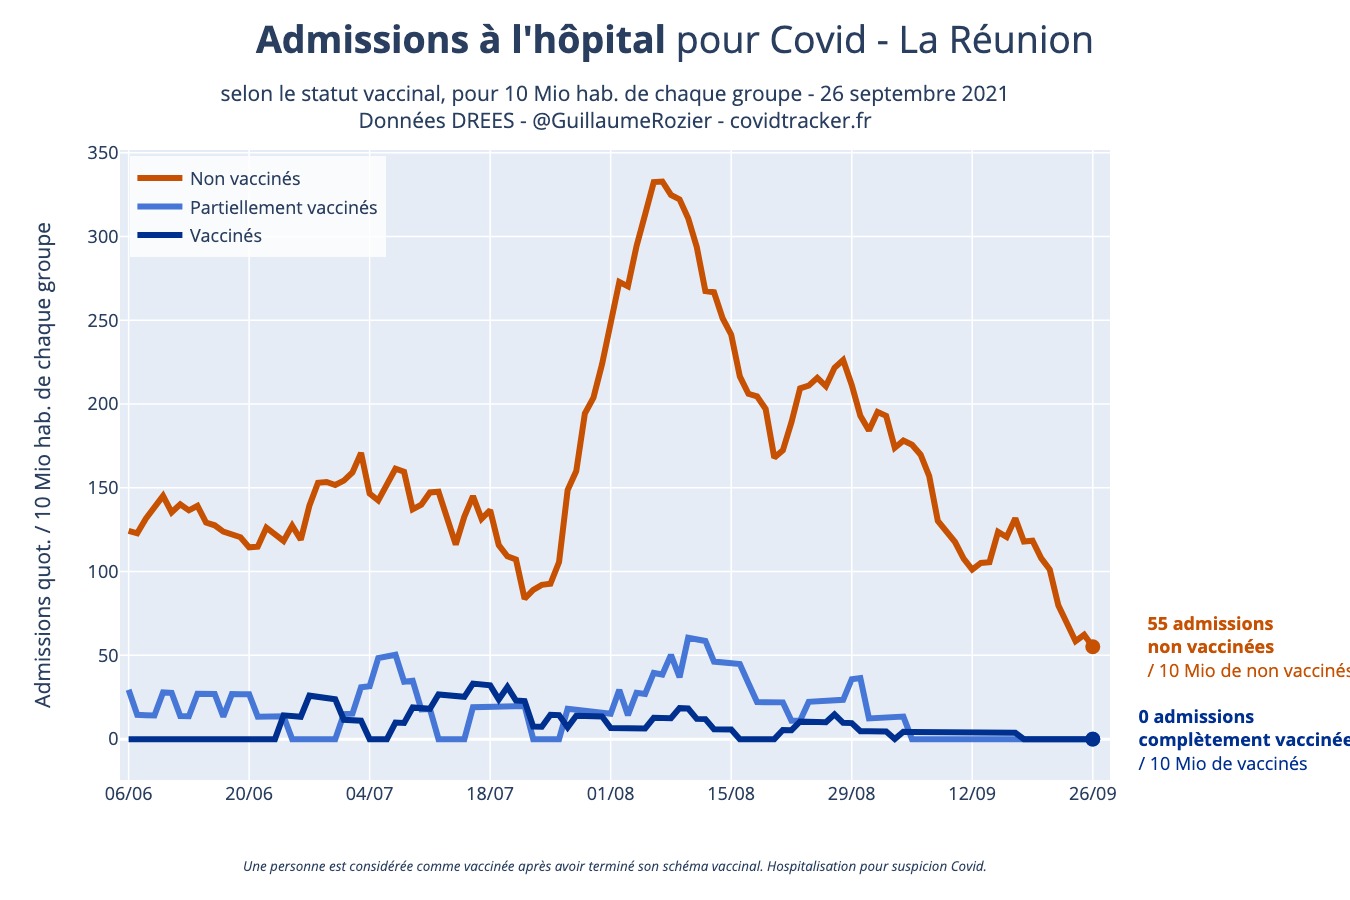 Admissions à l'hôpital pour Covid - La Réunion
selon le statut vaccinal, pour 10 Mio hab. de chaque groupe - 26 septembre 2021
Données DREES - @GuillaumeRozier - covidtracker.fr
Admissions quot. / 10 Mio hab. de chaque groupe
350
300
250
200
150
100
50
0
Non vaccinés
Partiellement vaccinés
Vaccinés
55 admissions
non vaccinées
/ 10 Mio de non vaccinés
0 admissions
complètement vaccinée
/ 10 Mio de vaccinés
06/06
20/06
04/07
18/07
01/08
15/08
29/08
12/09
26/09
Une personne est considérée comme vaccinée après avoir terminé son schéma vaccinal. Hospitalisation pour suspicion Covid.